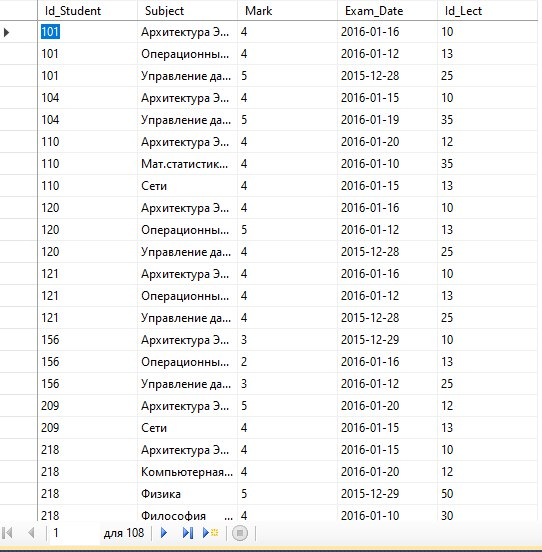 Id_Student Subject Mark Exam_Date Id_Lect
101 Архитектура Э... 4 2016-01-16 10
101 Операционны... 4 2016-01-12 13
101 Управление да... 5 2015-12-28 25
104 Архитектура Э... 4 2016-01-15 10
104 Управление да... 5 2016-01-19 35
110 Архитектура Э... 4 2016-01-20 12
110 Мат.статистик... 4 2016-01-10 35
110 Сети 4 2016-01-15 13
120 Архитектура Э... 4 2016-01-16 10
120 Операционны... 5 2016-01-12 13
120 Управление да... 4 2015-12-28 25
121 Архитектура Э... 4 2016-01-16 10
121 Операционны... 4 2016-01-12 13
121 Управление да... 4 2015-12-28 25
156 Архитектура Э... 3 2015-12-29 10
156 Операционны... 2 2016-01-16 13
156 Управление да... 3 2016-01-12 25
209 Архитектура Э... 5 2016-01-20 12
209 Сети 4 2016-01-15 13
218 Архитектура Э... 4 2016-01-15 10
218 Компьютерная... 4 2016-01-20 12
218 Физика 5 2015-12-29 50
218 Философия ... 4 2016-01-10 30
1 для 108